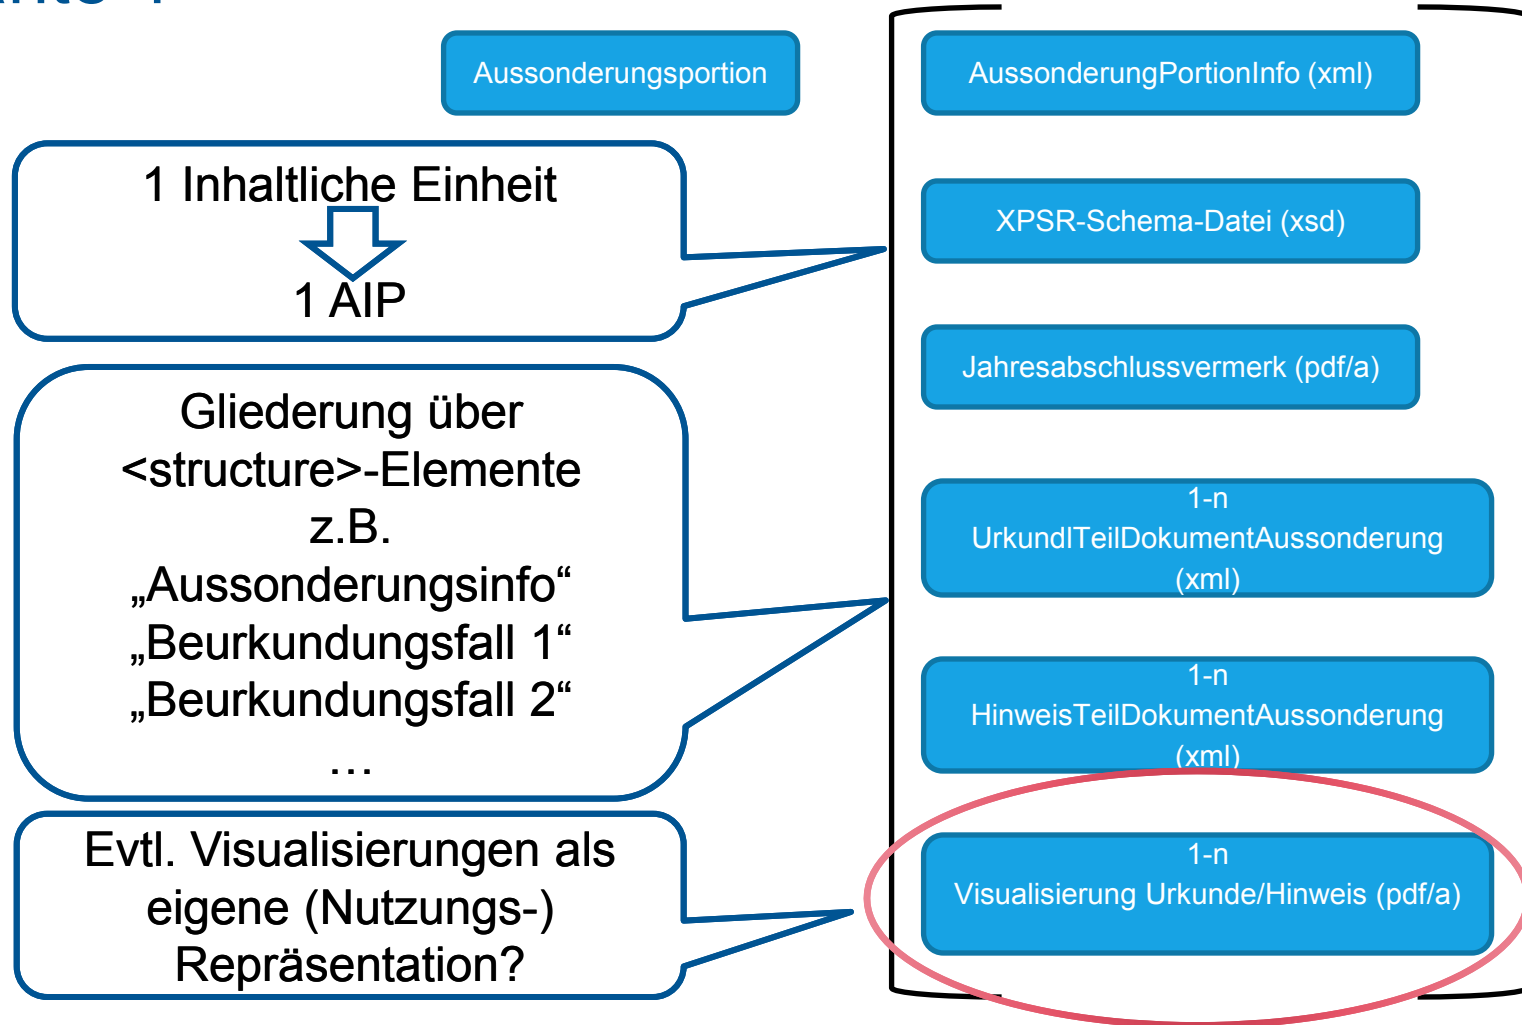 Aussonderungsportion
AussonderungPortionInfo (xml)
1 Inhaltliche Einheit
1 AIP
XPSR-Schema-Datei (xsd)
Jahresabschlussvermerk (pdf/a)
Gliederung über
<structure>-Elemente
z.B.
„Aussonderungsinfo“
„Beurkundungsfall 1“
„Beurkundungsfall 2“
…
1-n
UrkundlTeilDokumentAussonderung
(xml)
1-n
HinweisTeilDokumentAussonderung
(xml)
Evtl. Visualisierungen als
eigene (Nutzungs-)
Repräsentation?
1-n
Visualisierung Urkunde/Hinweis (pdf/a)